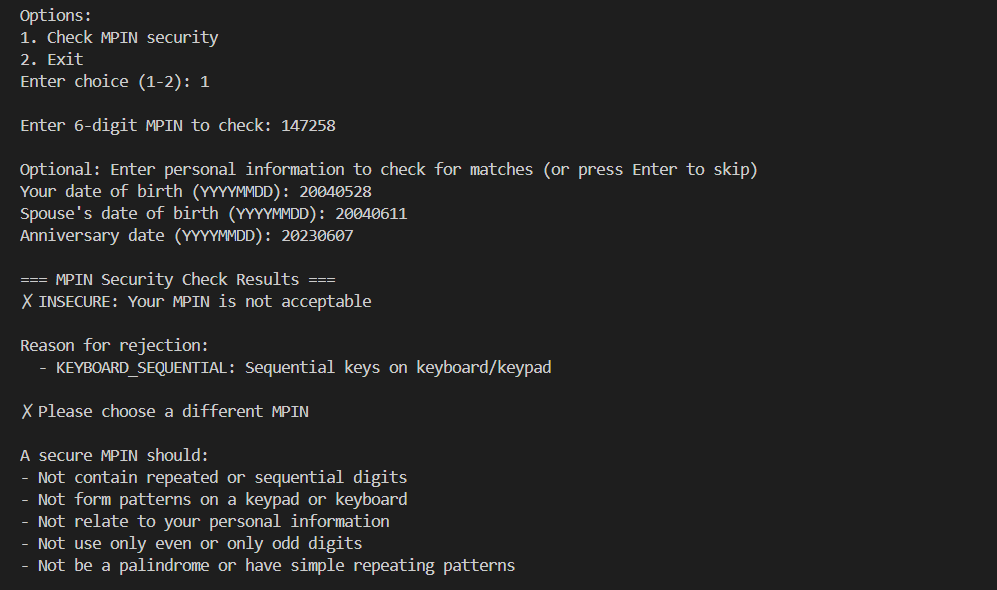 Options:
1. Check MPIN security
2. Exit
Enter choice (1-2): 1
Enter 6-digit MPIN to check: 147258
Optional: Enter personal information to check for matches (or press Enter to skip)
Your date of birth (YYYYMMDD): 20040528
Spouse's date of birth (YYYYMMDD): 20040611
Anniversary date (YYYYMMDD): 20230607
=== MPIN Security Check Results ===
✗ INSECURE: Your MPIN is not acceptable
Reason for rejection:
  - KEYBOARD_SEQUENTIAL: Sequential keys on keyboard/keypad
✗ Please choose a different MPIN
A secure MPIN should:
- Not contain repeated or sequential digits
- Not form patterns on a keypad or keyboard
- Not relate to your personal information
- Not use only even or only odd digits
- Not be a palindrome or have simple repeating patterns